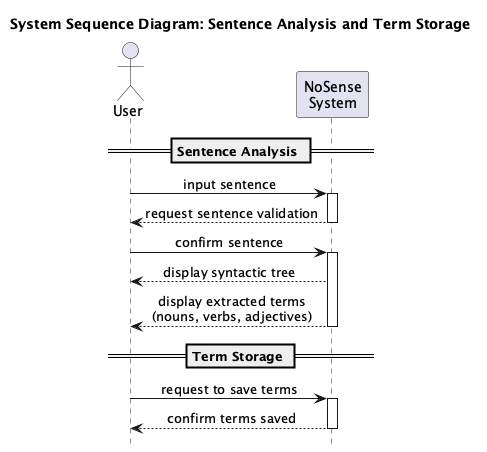 System Sequence Diagram: Sentence Analysis and Term Storage
User
NoSense
System
Sentence Analysis
input sentence
request sentence validation
confirm sentence
display syntactic tree
display extracted terms
(nouns, verbs, adjectives)
Term Storage
request to save terms
confirm terms saved